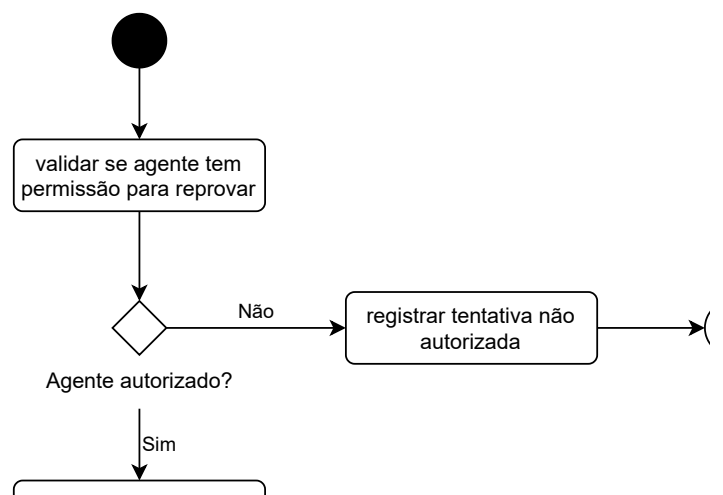 validar se agente tem
permissão para reprovar
Não
registrar tentativa não
autorizada
Agente autorizado?
Sim